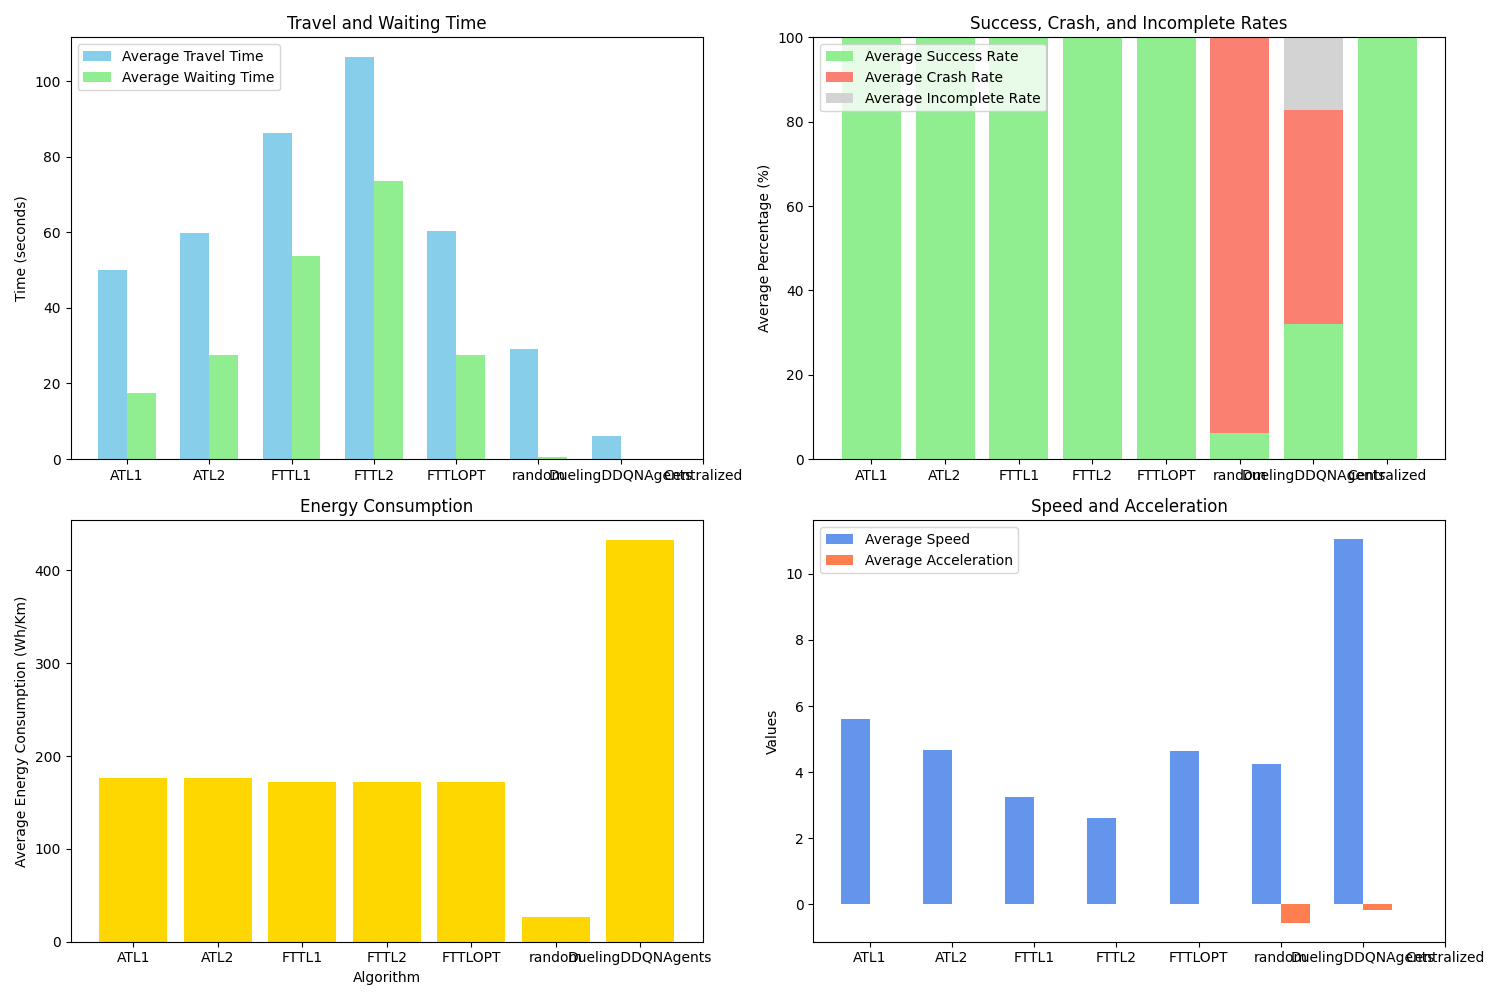 Travel and Waiting Time
Average Travel Time
Average Waiting Time
Time (seconds)
100
80
60
40
20
0
ATL1 ATL2 FTTL1 FTTL2 FTTLOPT random DuelingDDQNAgents Centralized
Success, Crash, and Incomplete Rates
Average Success Rate
Average Crash Rate
Average Incomplete Rate
Average Percentage (%)
100
80
60
40
20
0
ATL1 ATL2 FTTL1 FTTL2 FTTLOPT random DuelingDDQNAgents Centralized
Energy Consumption
Average Energy Consumption (Wh/Km)
400
300
200
100
0
ATL1 ATL2 FTTL1 FTTL2 FTTLOPT random DuelingDDQNAgents
Algorithm
Speed and Acceleration
Average Speed
Average Acceleration
Values
10
8
6
4
2
0
ATL1 ATL2 FTTL1 FTTL2 FTTLOPT random DuelingDDQNAgents Centralized